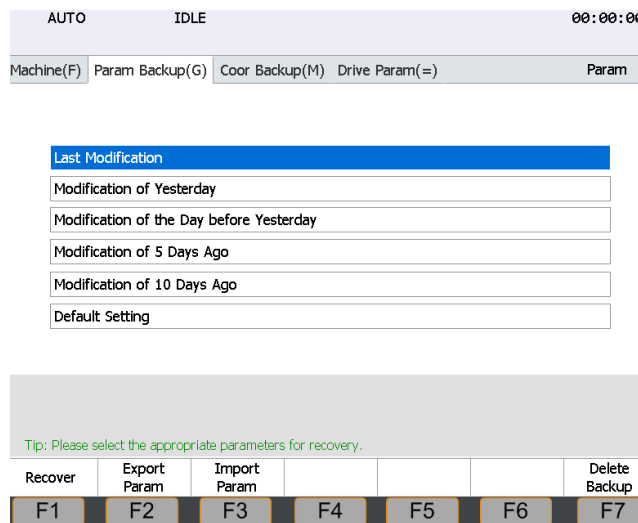 AUTO IDLE 00:00:00
Machine(F) Param Backup(G) Coor Backup(M) Drive Param(=) Param
Last Modification
Modification of Yesterday
Modification of the Day before Yesterday
Modification of 5 Days Ago
Modification of 10 Days Ago
Default Setting
Tip: Please select the appropriate parameters for recovery.
Recover Export Param Import Param Delete Backup
F1 F2 F3 F4 F5 F6 F7